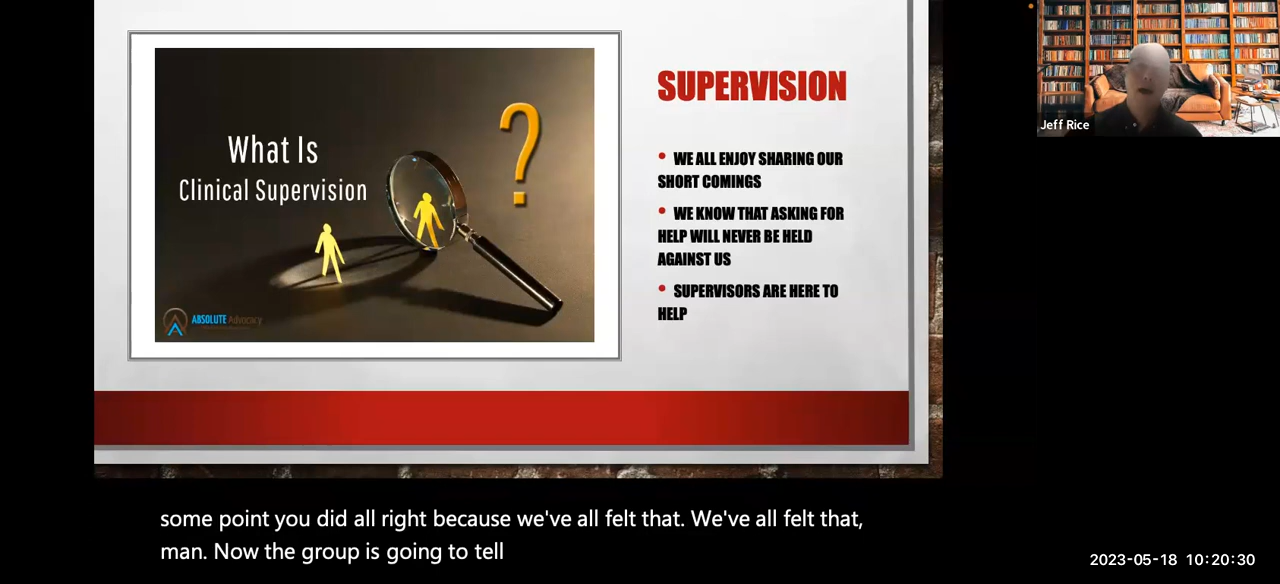 What Is
Clinical Supervision
?
ABSOLUTE Advocacy
SUPERVISION
• WE ALL ENJOY SHARING OUR
SHORT COMINGS
• WE KNOW THAT ASKING FOR
HELP WILL NEVER BE HELD
AGAINST US
• SUPERVISORS ARE HERE TO
HELP
Jeff Rice
some point you did all right because we've all felt that. We've all felt that,
man. Now the group is going to tell
2023-05-18 10:20:30